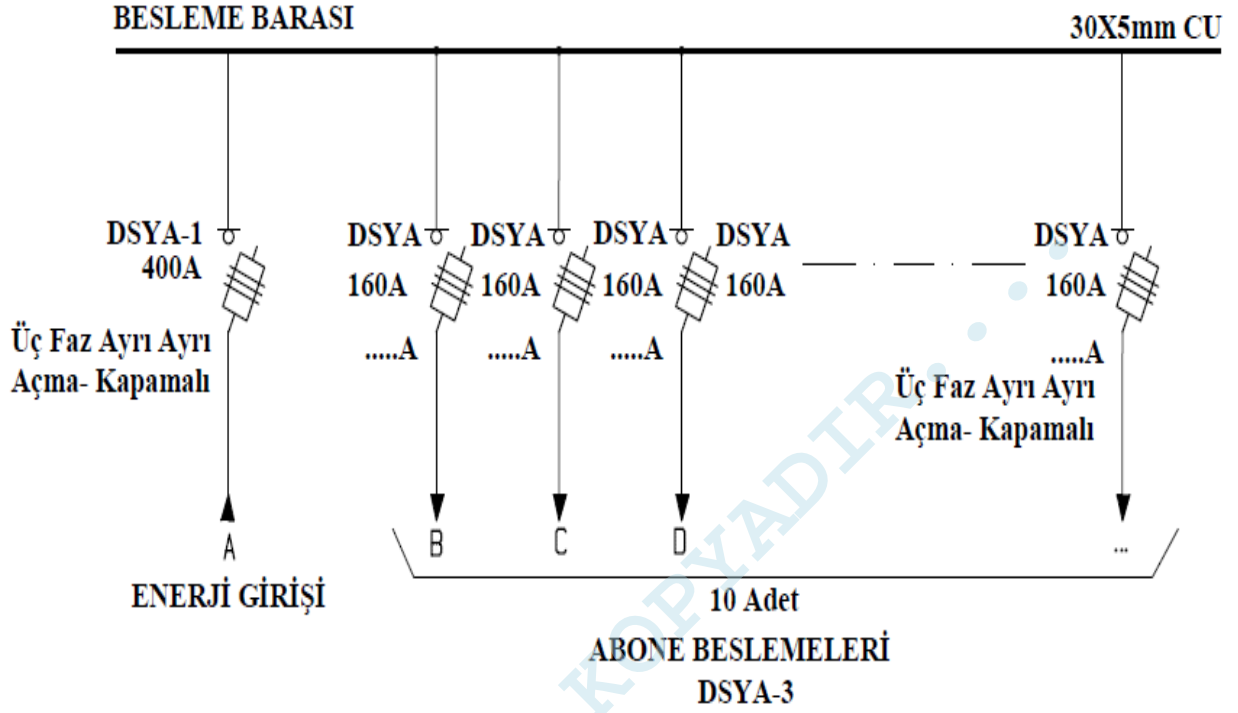 BESLEME BARASI
30X5mm CU
DSYA-1
400A
Üç Faz Ayrı Ayrı
Açma- Kapamalı
DSYA DSYA DSYA DSYA
160A 160A 160A 160A
.....A .....A .....A
DSYA
160A
.....A
Üç Faz Ayrı Ayrı
Açma- Kapamalı
A
B C D ...
ENERJİ GİRİŞİ
10 Adet
ABONE BESLEMELERİ
DSYA-3
KOPYADIR...